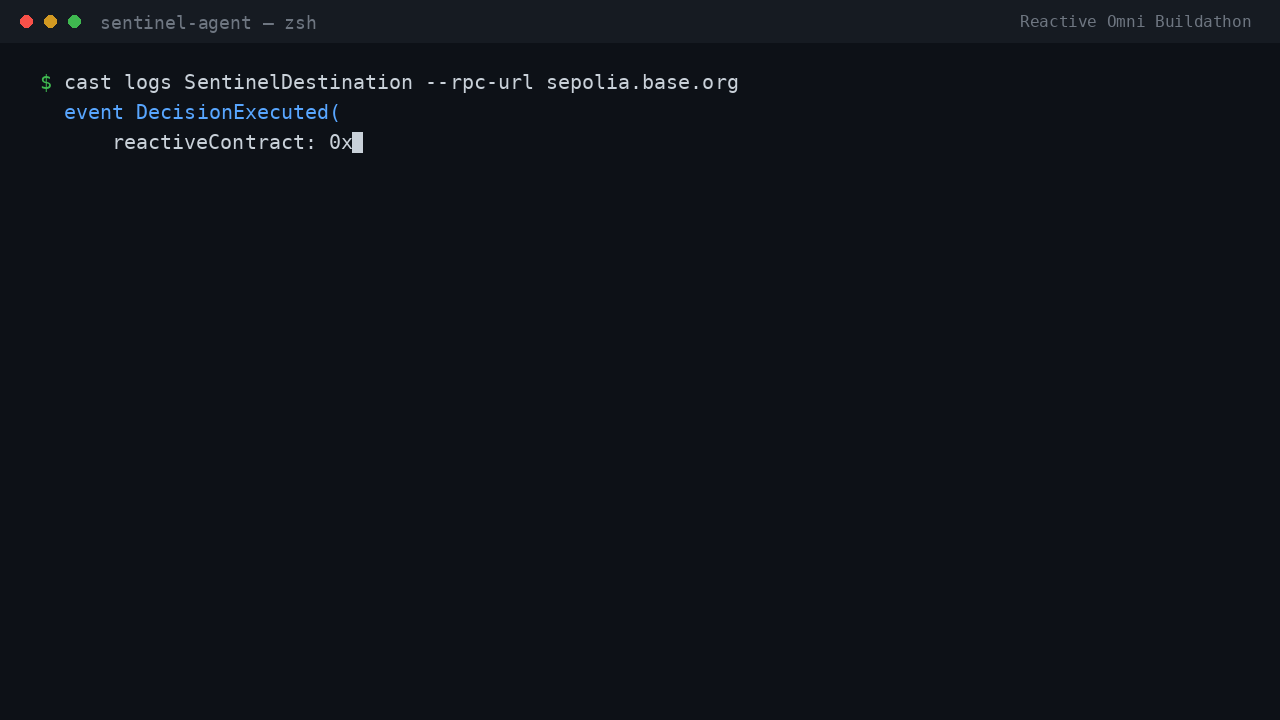 sentinel-agent — zsh
Reactive Omni Buildathon
$ cast logs SentinelDestination --rpc-url sepolia.base.org
event DecisionExecuted(
reactiveContract: 0x